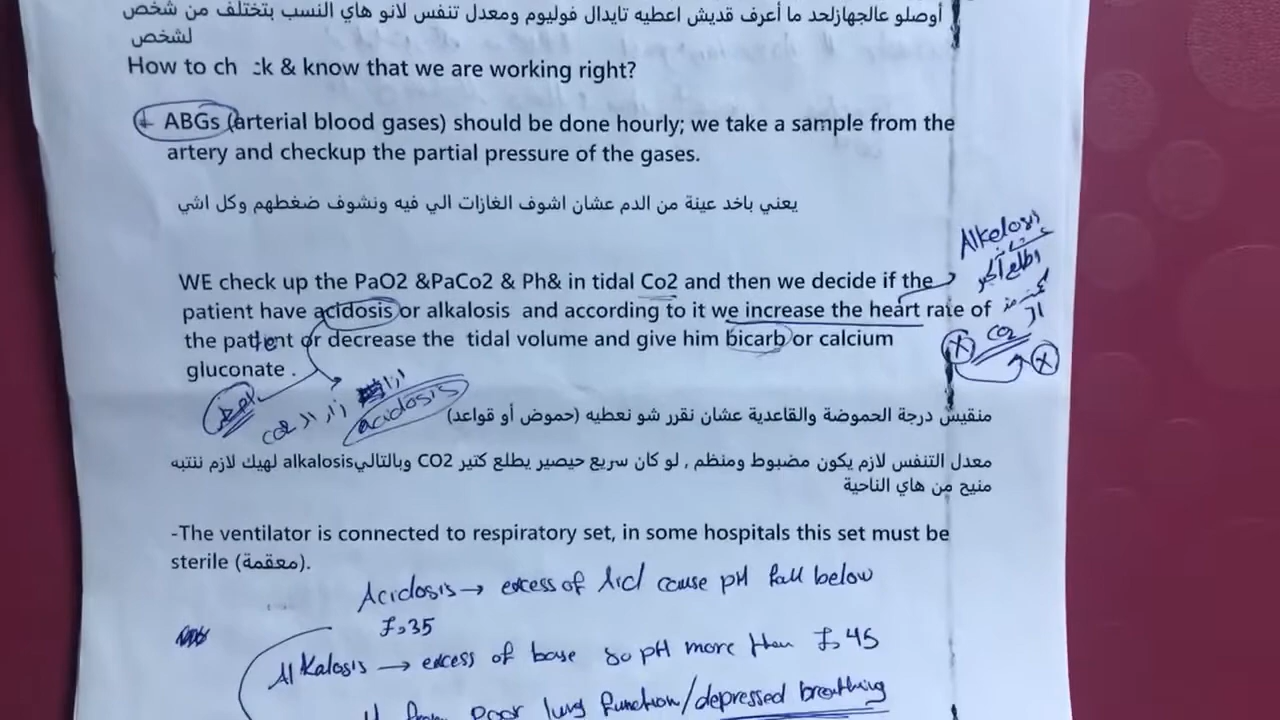 أوصلو عالجهازلحد ما أعرف قديش اعطيه تايدال فوليوم ومعدل تنفس لانو هاي النسب بتختلف من شخص
لشخص
How to ch ck & know that we are working right?
+ ABGs (arterial blood gases) should be done hourly; we take a sample from the
artery and checkup the partial pressure of the gases.
يعني باخد عينة من الدم عشان اشوف الغازات الي فيه ونشوف ضغطهم وكل اشي
Alkelosis
WE check up the PaO2 &PaCo2 & Ph& in tidal Co2 and then we decide if the
patient have acidosis or alkalosis and according to it we increase the heart rate of
the patient or decrease the tidal volume and give him bicarb or calcium
gluconate .
CO2
X X
CO2
acidosis
منقيس درجة الحموضة والقاعدية عشان نقرر شو نعطيه (حموض أو قواعد)
معدل التنفس لازم يكون مضبوط ومنظم , لو كان سريع حيصير يطلع كتير CO2 وبالتاليalkalosis لهيك لازم ننتبه
منيح من هاي الناحية
-The ventilator is connected to respiratory set, in some hospitals this set must be
sterile (معقمة).
Acidosis → excess of Acid cause pH fall below
7,35
Alkalosis → excess of base so pH more then 7,45
from poor lung function/depressed breathing